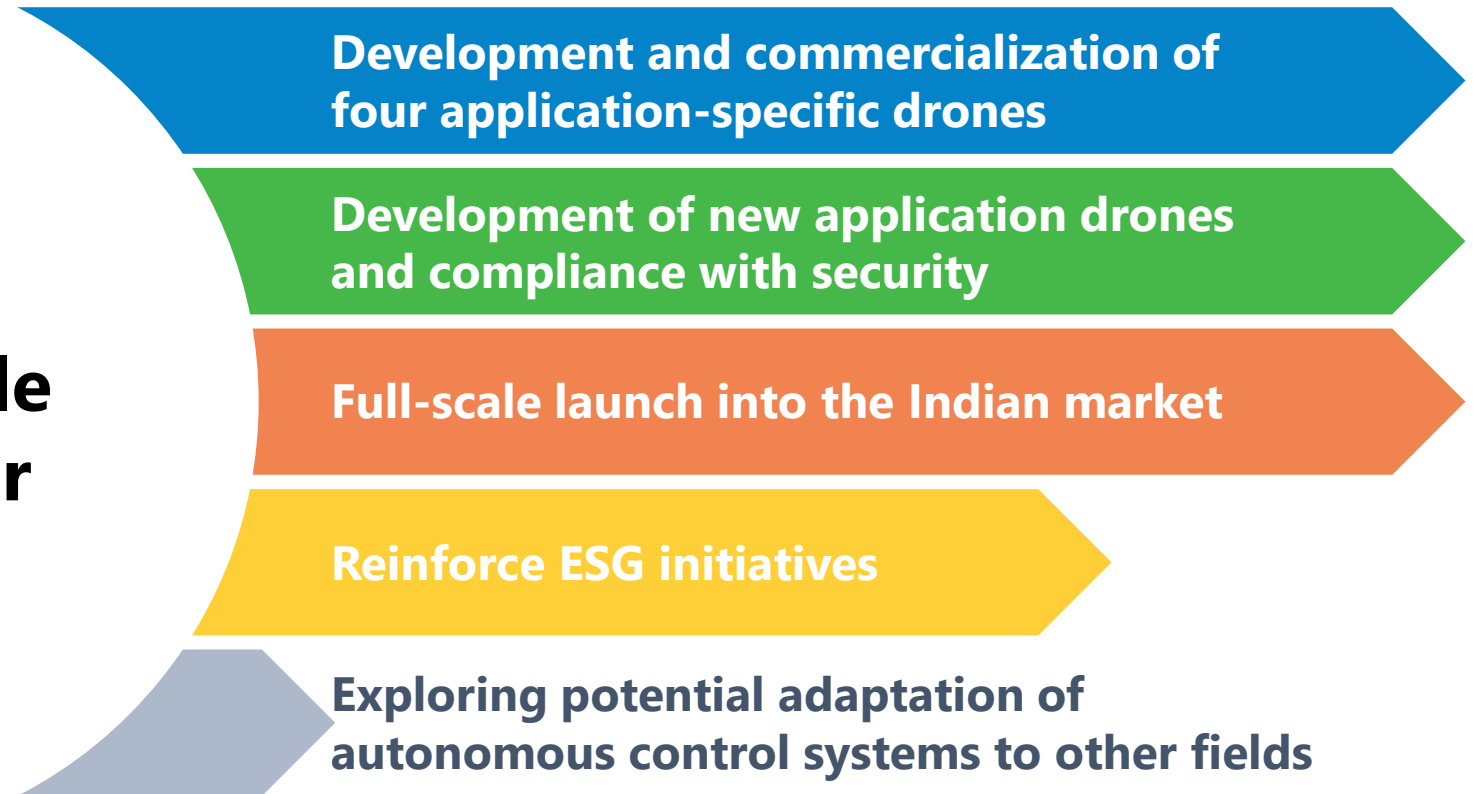 Development and commercialization of
four application-specific drones
Development of new application drones
and compliance with security
Full-scale launch into the Indian market
Reinforce ESG initiatives
Exploring potential adaptation of
autonomous control systems to other fields